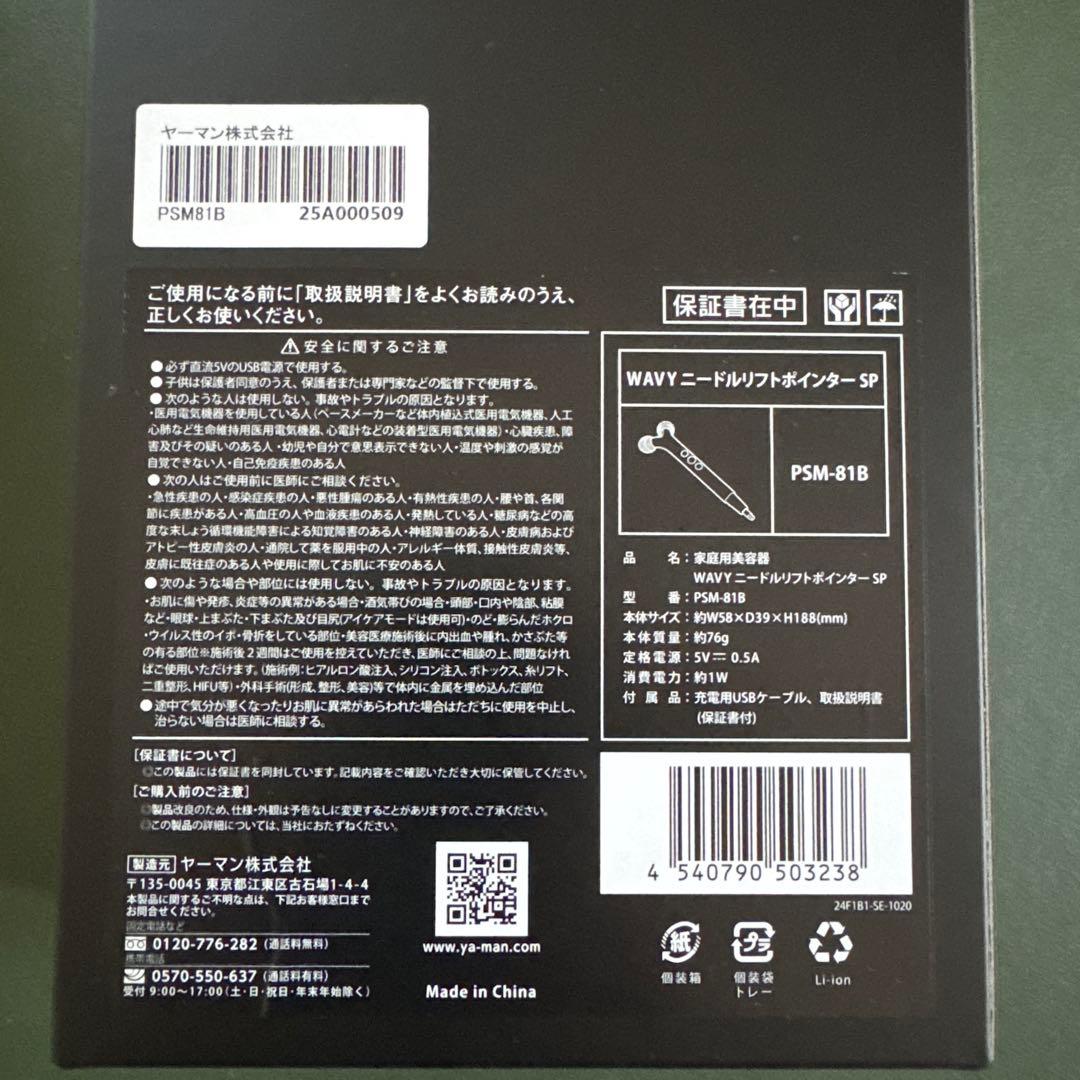 ヤーマン株式会社
PSM81B 25A000509
ご使用になる前に「取扱説明書」をよくお読みのうえ、
正しくお使いください。
安全に関するご注意
●必ず直流5VのUSB電源で使用する。
●子供は保護者同意のうえ、保護者または専門家などの監督下で使用する。
●次のような人は使用しない。事故やトラブルの原因となります。
・医用電気機器を使用している人(ペースメーカーなど体内植込式医用電気機器、人工
心肺など生命維持用医用電気機器、心電計などの装着型医用電気機器)・心臓疾患、障
害及びその疑いのある人・幼児や自分で意思表示できない人・温度や刺激の感覚が
自覚できない人・自己免疫疾患のある人
●次の人はご使用前に医師にご相談ください。
・急性疾患の人・感染症疾患の人・悪性腫瘍のある人・有熱性疾患の人・腰や首、各関
節に疾患がある人・高血圧の人や血液疾患のある人・発熱している人・糖尿病などの高
度な末しょう循環機能障害による知覚障害のある人・神経障害のある人・皮膚病および
アトピー性皮膚炎の人・通院して薬を服用中の人・アレルギー体質、接触性皮膚炎等、
皮膚に既往症のある人や使用に際してお肌に不安のある人
●次のような場合や部位には使用しない。事故やトラブルの原因となります。
・お肌に傷や発疹、炎症等の異常がある場合・酒気帯びの場合・頭部・口内や陰部、粘膜
など・眼球・上まぶた・下まぶた及び目尻(アイケアモードは使用可)・のど・膨らんだホクロ
・ウイルス性のイボ・骨折をしている部位・美容医療施術後に内出血や腫れ、かさぶた等
の有る部位※施術後2週間はご使用を控えていただき、医師にご相談の上、問題なけれ
ばご使用いただけます。(施術例:ヒアルロン酸注入、シリコン注入、ボトックス、糸リフト、
二重整形、HIFU等)・外科手術(形成、整形、美容)等で体内に金属を埋め込んだ部位
●途中で気分が悪くなったりお肌に異常があらわれた場合はただちに使用を中止し、
治らない場合は医師に相談する。
[保証書について]
◎この製品には保証書を同封しています。記載内容をご確認いただき大切に保管してください。
[ご購入前のご注意]
◎製品改良のため、仕様・外観は予告なしに変更することがありますので、ご了承ください。
◎この製品の詳細については、当社におたずねください。
製造元 ヤーマン株式会社
〒135-0045 東京都江東区古石場1-4-4
本製品に関するご不明な点は、下記お客様窓口まで
お問合せください。
固定電話など
0120-776-282 (通話料無料)
携帯電話
0570-550-637 (通話料有料)
受付 9:00〜17:00(土・日・祝日・年末年始除く)
www.ya-man.com
Made in China
保証書在中
WAVY ニードルリフトポインター SP
PSM-81B
品 名:家庭用美容器
WAVY ニードルリフトポインター SP
型 番:PSM-81B
本体サイズ:約W58×D39×H188(mm)
本体質量:約76g
定格電源:5V⎓0.5A
消費電力:約1W
付 属 品:充電用USBケーブル、取扱説明書
(保証書付)
4 540790 503238
24F1B1-SE-1020
紙 プラ
個装箱 個装袋 Li-ion
トレー